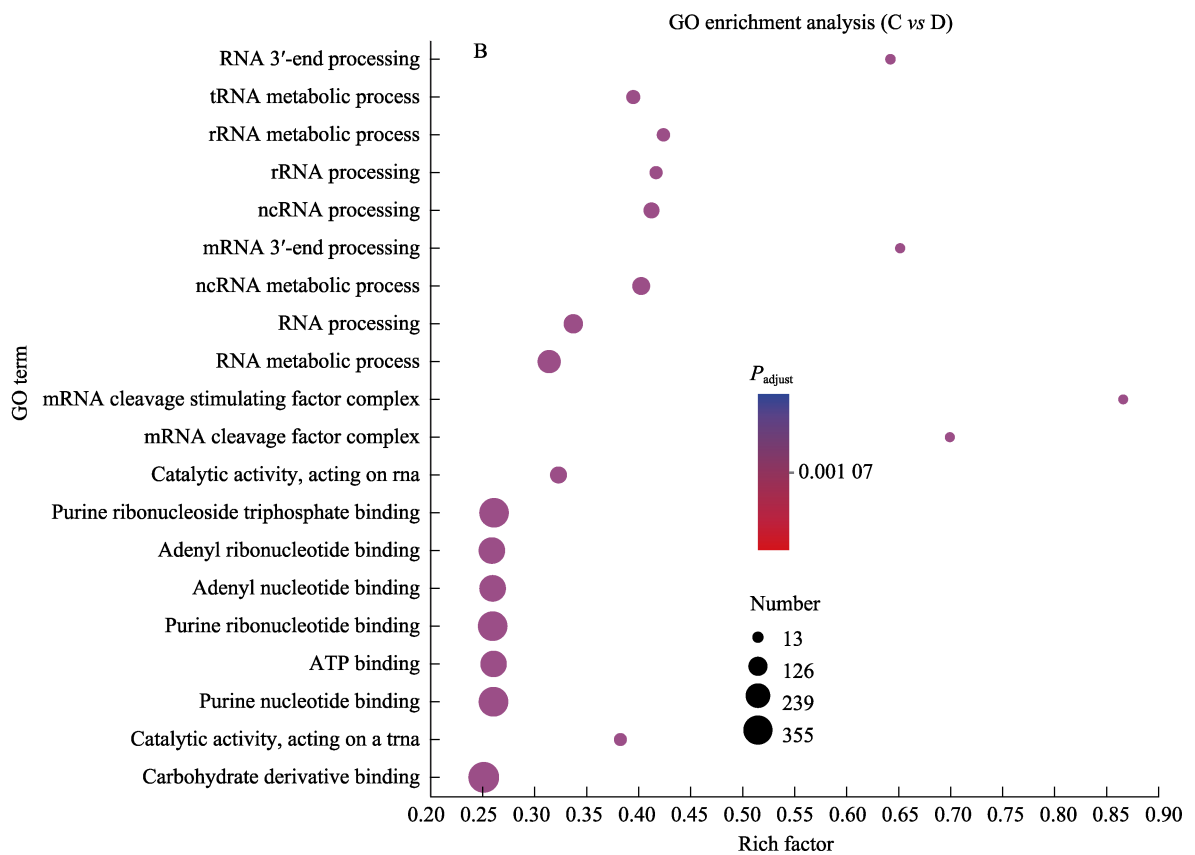 GO enrichment analysis (C vs D)
B
RNA 3′-end processing
tRNA metabolic process
rRNA metabolic process
rRNA processing
ncRNA processing
mRNA 3′-end processing
ncRNA metabolic process
RNA processing
RNA metabolic process
mRNA cleavage stimulating factor complex
mRNA cleavage factor complex
Catalytic activity, acting on rna
Purine ribonucleoside triphosphate binding
Adenyl ribonucleotide binding
Adenyl nucleotide binding
Purine ribonucleotide binding
ATP binding
Purine nucleotide binding
Catalytic activity, acting on a trna
Carbohydrate derivative binding
GO term
Padjust
0.001 07
Number
13
126
239
355
0.20 0.25 0.30 0.35 0.40 0.45 0.50 0.55 0.60 0.65 0.70 0.75 0.80 0.85 0.90
Rich factor